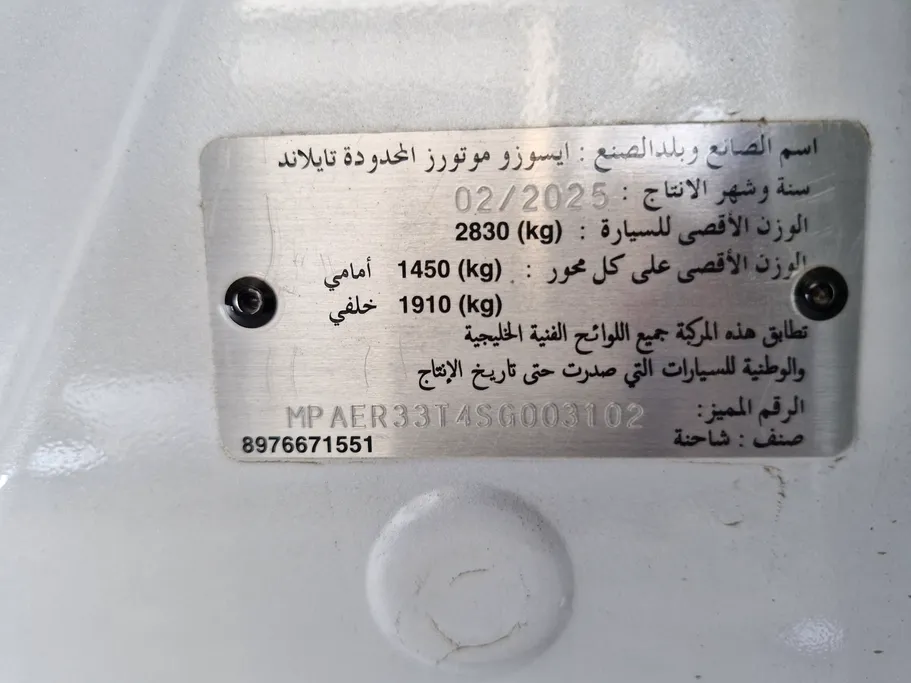 اسم الصانع وبلدالصنع : ايسوزو موتورز المحدودة تايلاند
سنة وشهر الانتاج : 02/2025
الوزن الأقصى للسيارة : 2830 (kg)
الوزن الأقصى على كل محور : 1450 (kg) أمامي
1910 (kg) خلفي
تطابق هذه المركبة جميع اللوائح الفنية الخليجية
والوطنية للسيارات التي صدرت حتى تاريخ الإنتاج
الرقم المميز: MPAER33T4SG003102
صنف : شاحنة
8976671551